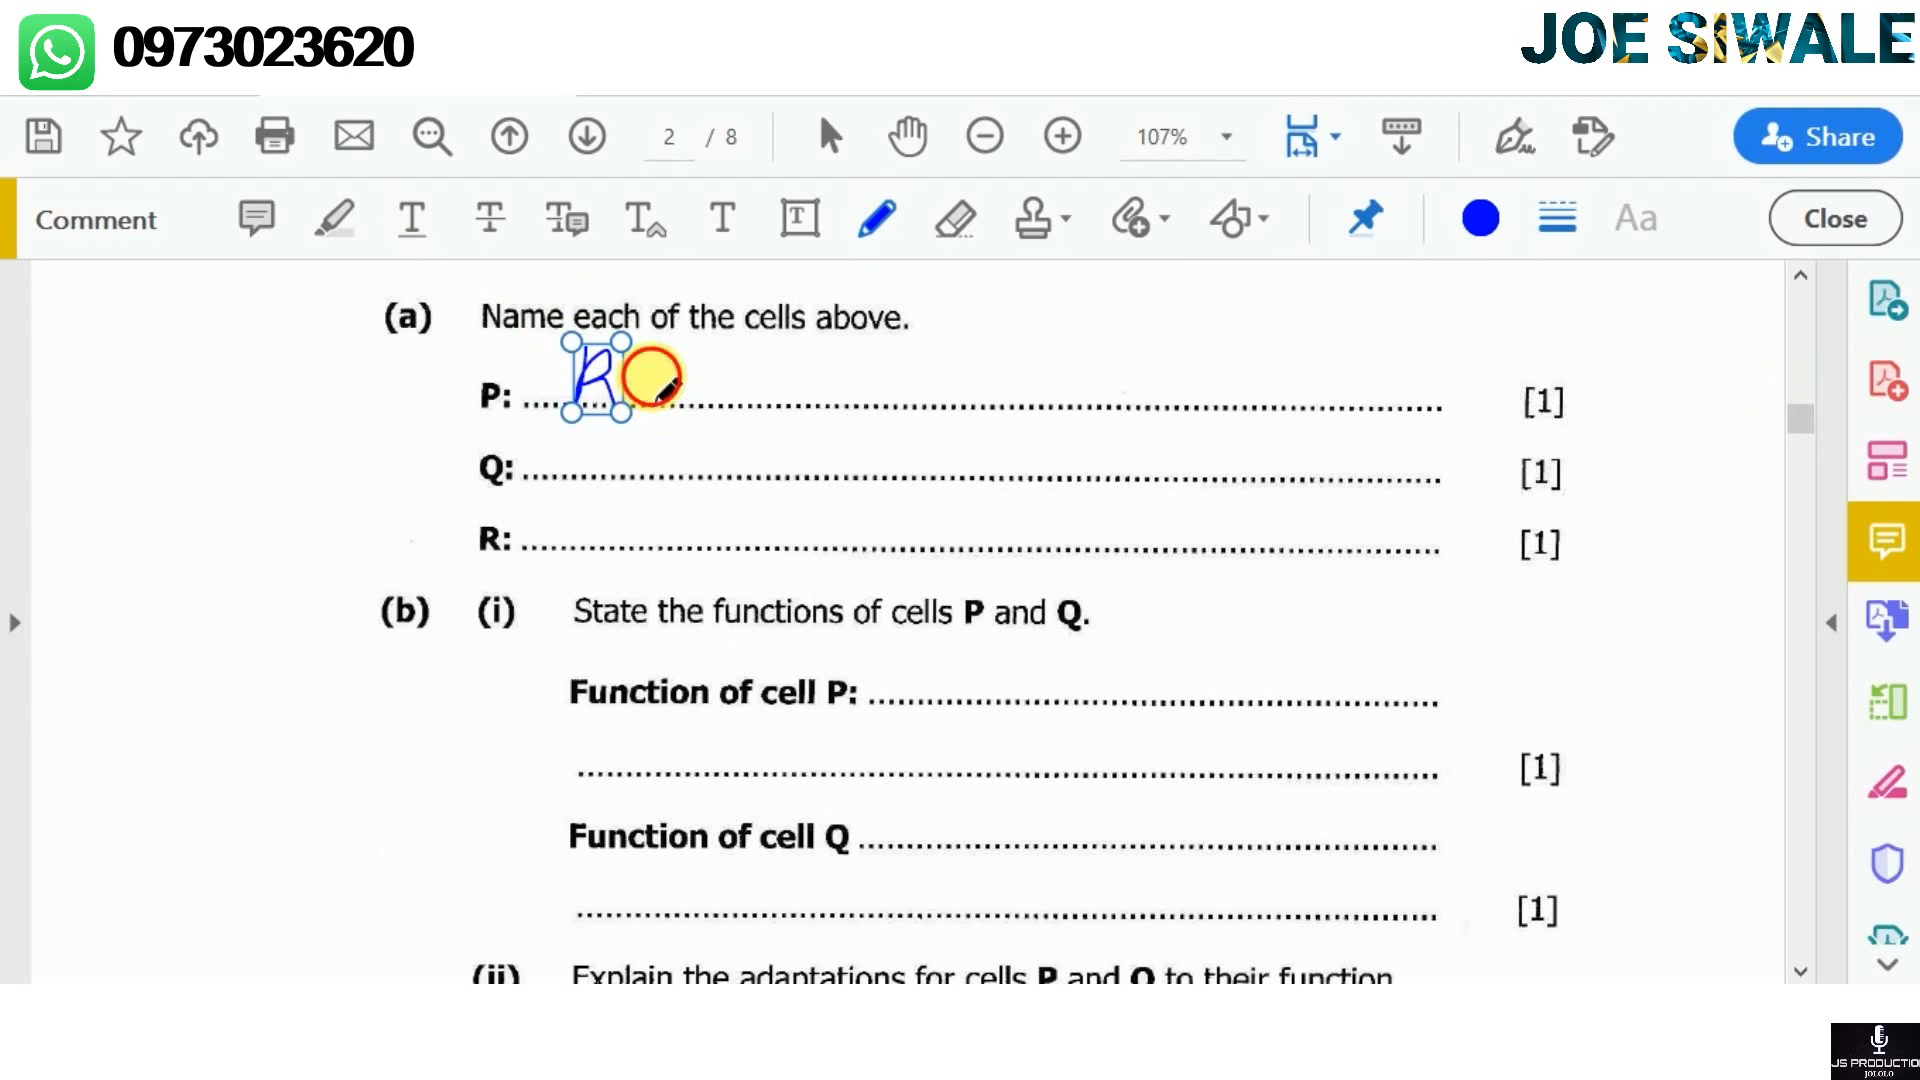 0973023620
JOE SIWALE
2 / 8
107%
Share
Comment
Aa
Close
(a) Name each of the cells above.
R
P: ........ [1]
Q: ........ [1]
R: ........ [1]
(b) (i) State the functions of cells P and Q.
Function of cell P: ........
........ [1]
Function of cell Q ........
........ [1]
(ii) Explain the adaptations for cells P and Q to their function
JS PRODUCTIO